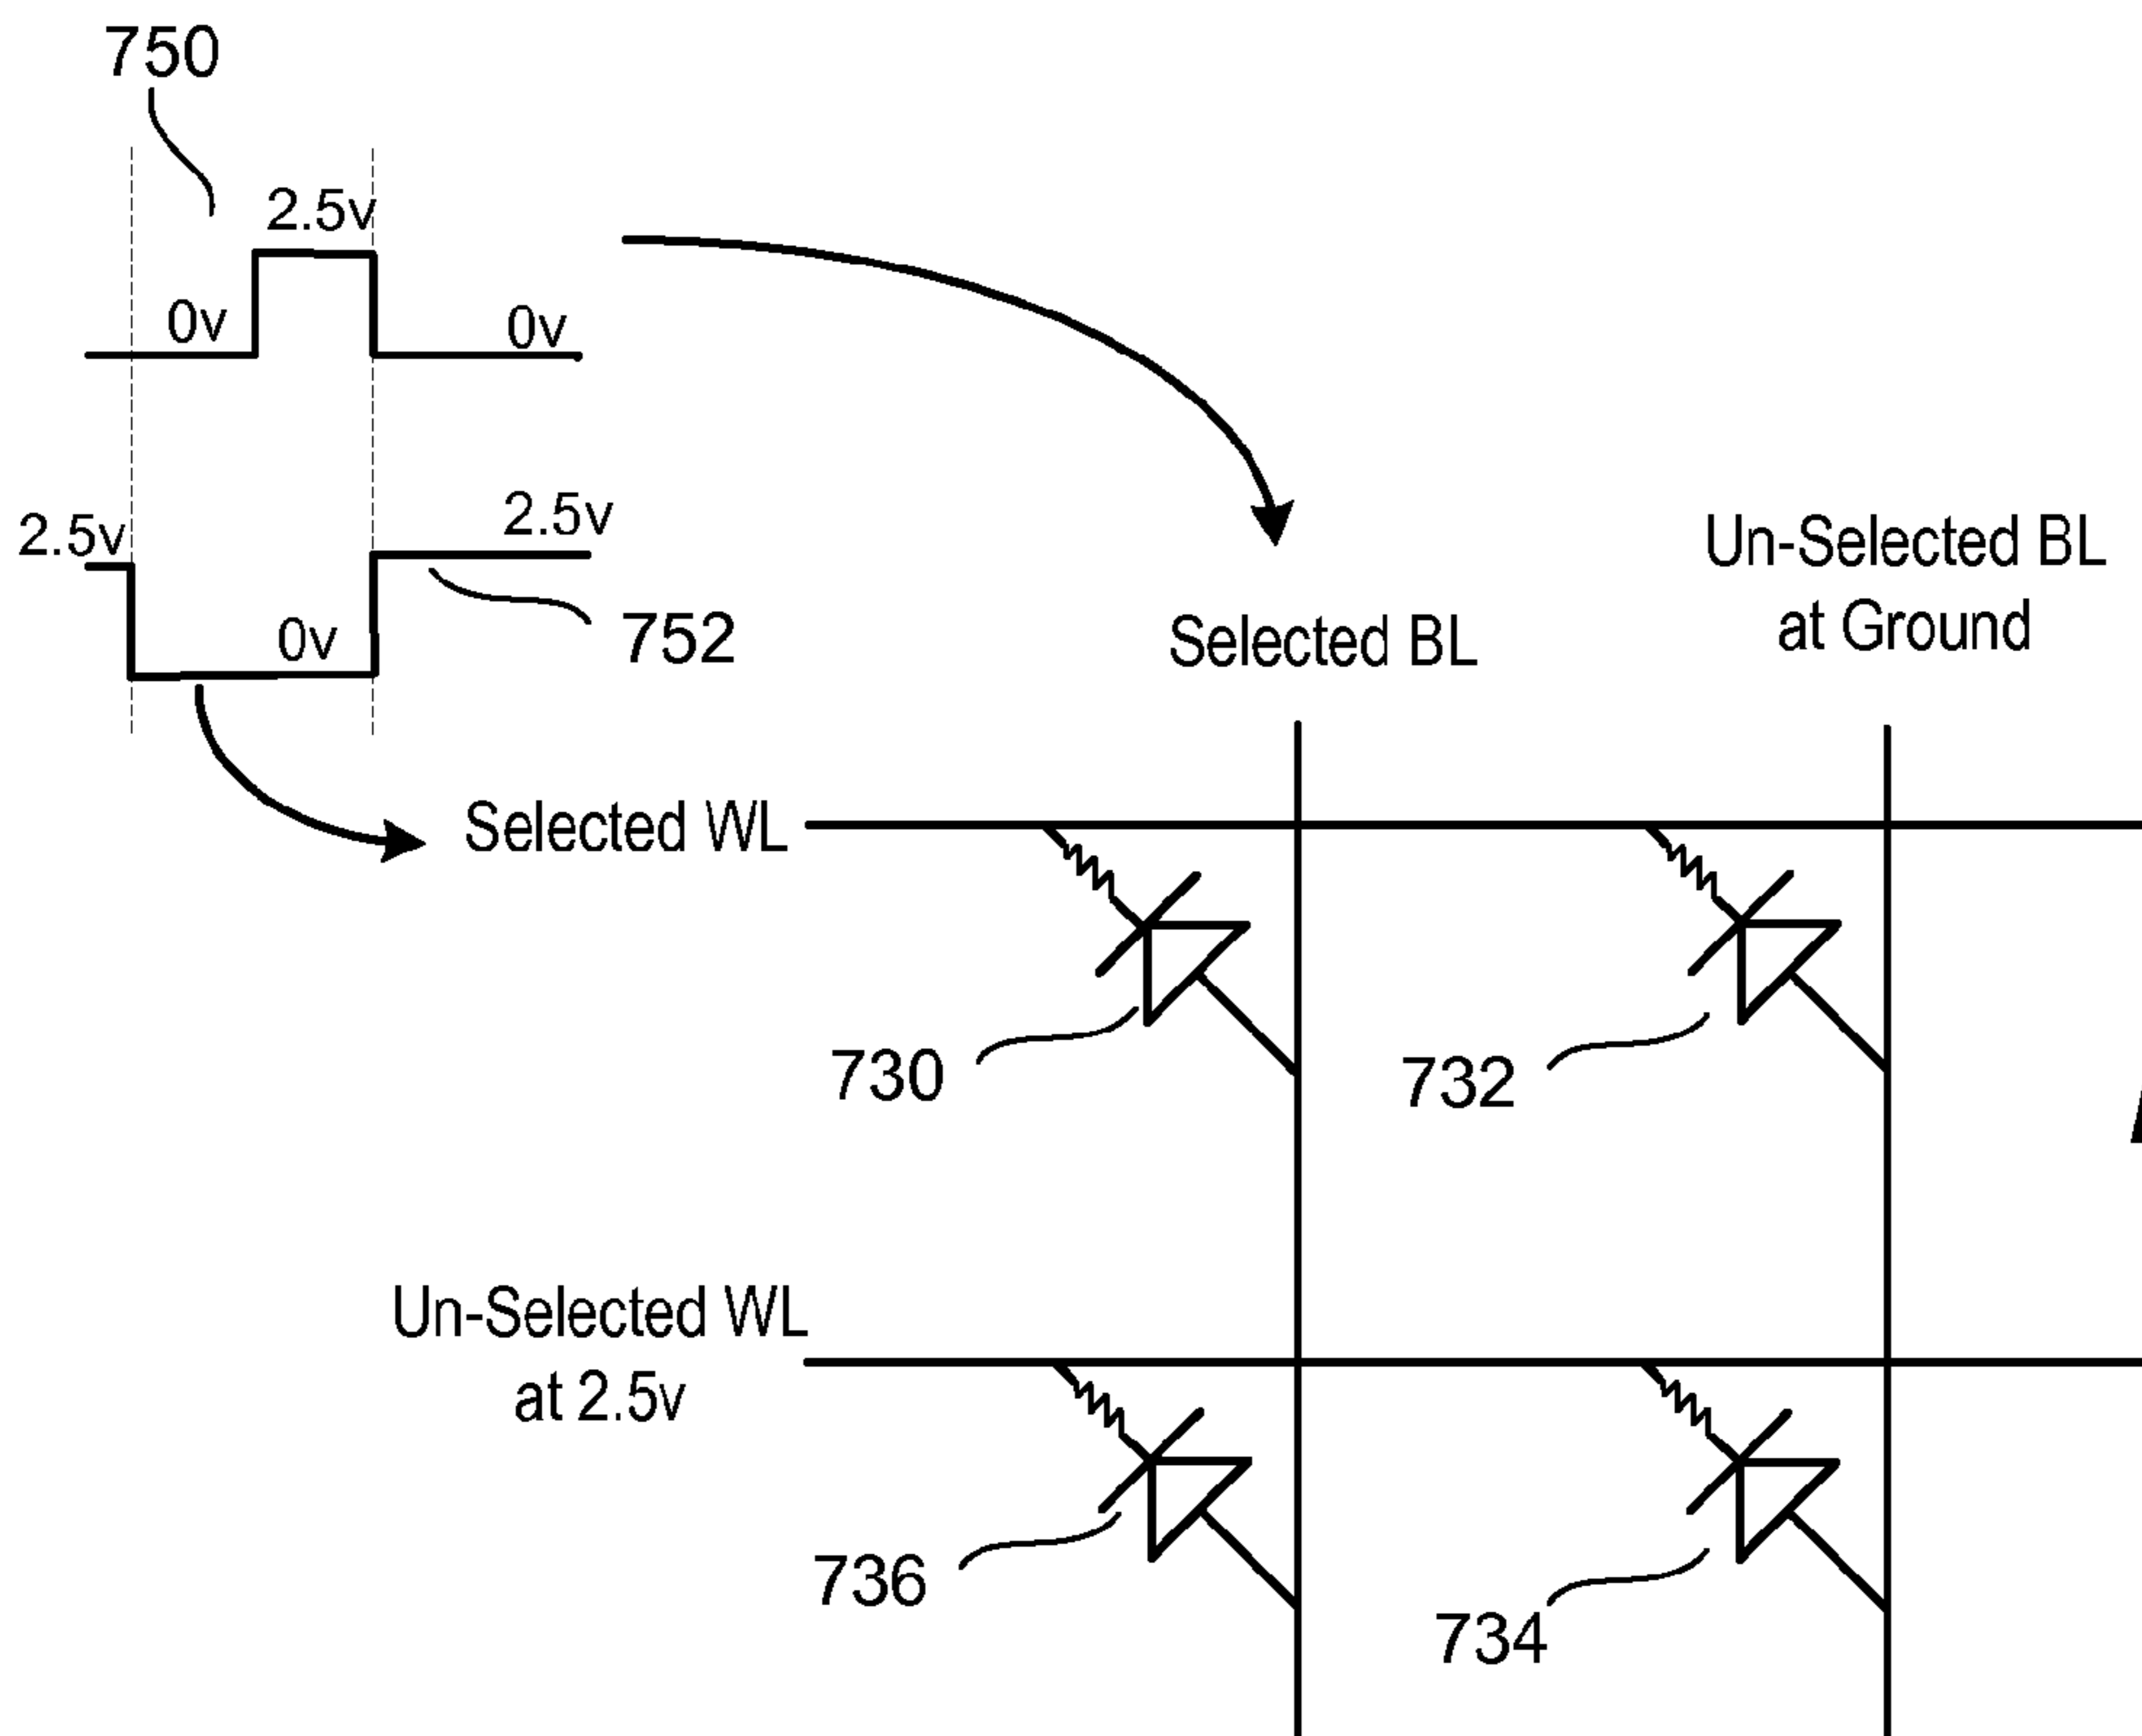 750
2.5v
0v
0v
2.5v
2.5v
0v
752
Selected BL
Un-Selected BL
at Ground
Selected WL
730
732
Un-Selected WL
at 2.5v
736
734